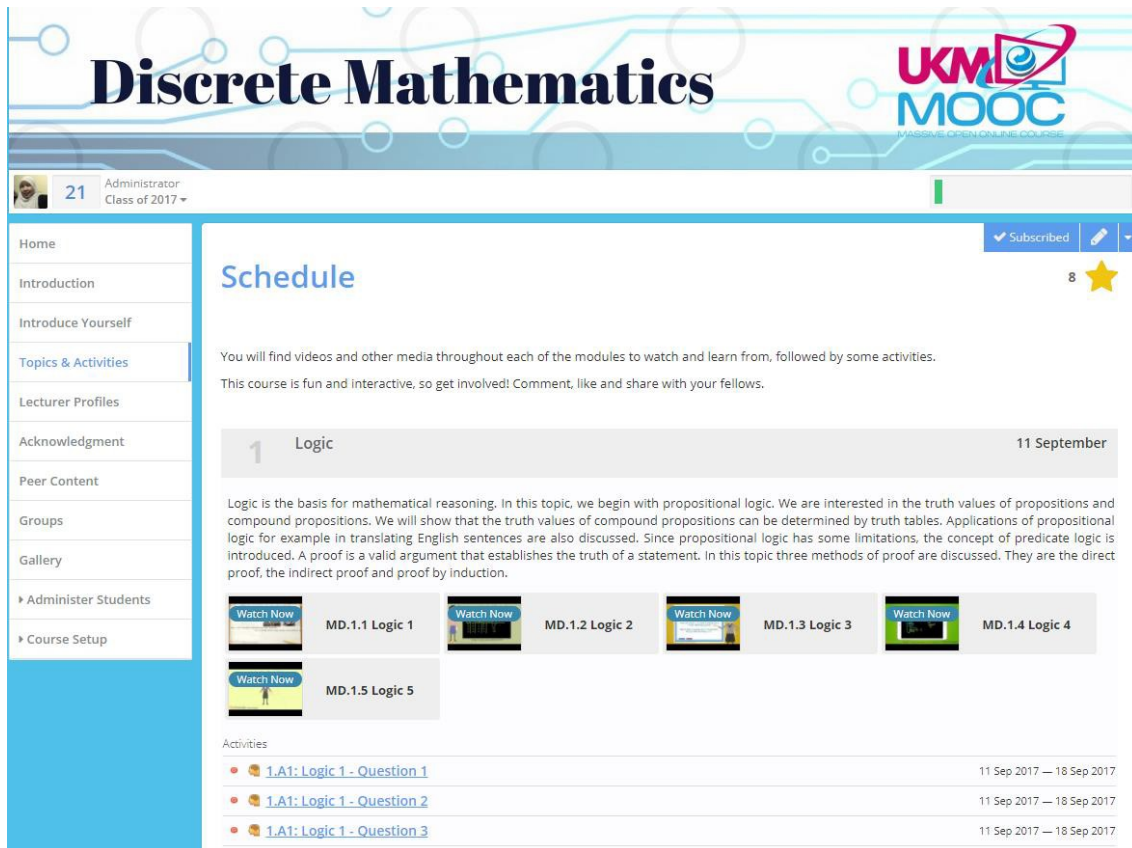 Discrete Mathematics
UKM
MOOC
MASSIVE OPEN ONLINE COURSE
21
Administrator
Class of 2017
Home
Introduction
Introduce Yourself
Topics & Activities
Lecturer Profiles
Acknowledgment
Peer Content
Groups
Gallery
Administer Students
Course Setup
Subscribed
Schedule
8
You will find videos and other media throughout each of the modules to watch and learn from, followed by some activities.
This course is fun and interactive, so get involved! Comment, like and share with your fellows.
1 Logic 11 September
Logic is the basis for mathematical reasoning. In this topic, we begin with propositional logic. We are interested in the truth values of propositions and
compound propositions. We will show that the truth values of compound propositions can be determined by truth tables. Applications of propositional
logic for example in translating English sentences are also discussed. Since propositional logic has some limitations, the concept of predicate logic is
introduced. A proof is a valid argument that establishes the truth of a statement. In this topic three methods of proof are discussed. They are the direct
proof, the indirect proof and proof by induction.
Watch Now MD.1.1 Logic 1 Watch Now MD.1.2 Logic 2 Watch Now MD.1.3 Logic 3 Watch Now MD.1.4 Logic 4
Watch Now MD.1.5 Logic 5
Activities
1.A1: Logic 1 - Question 1 11 Sep 2017 — 18 Sep 2017
1.A1: Logic 1 - Question 2 11 Sep 2017 — 18 Sep 2017
1.A1: Logic 1 - Question 3 11 Sep 2017 — 18 Sep 2017